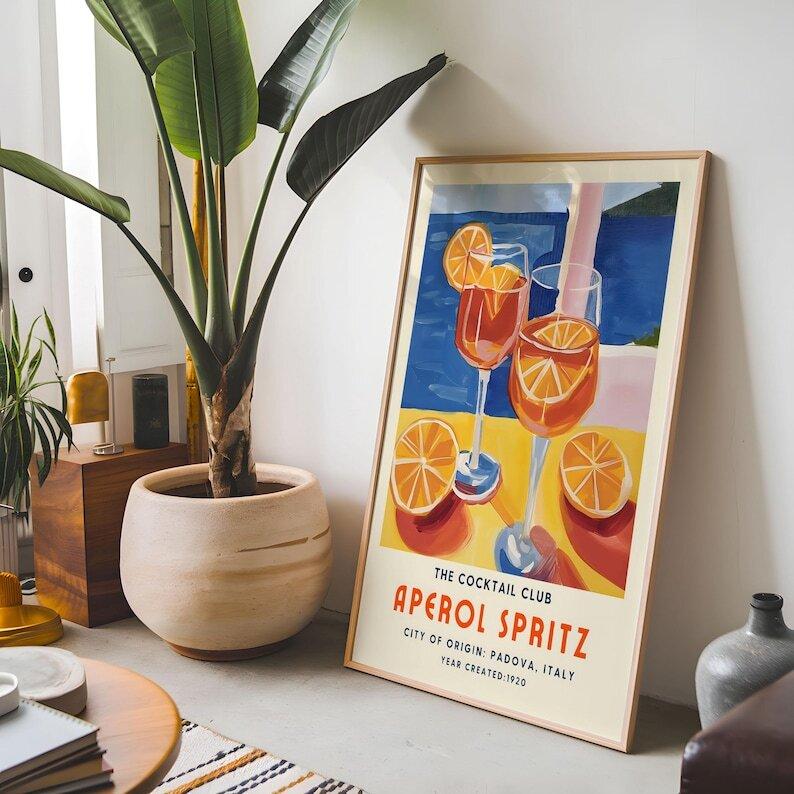 THE COCKTAIL CLUB
APEROL SPRITZ
CITY OF ORIGIN: PADOVA, ITALY
YEAR CREATED:1920